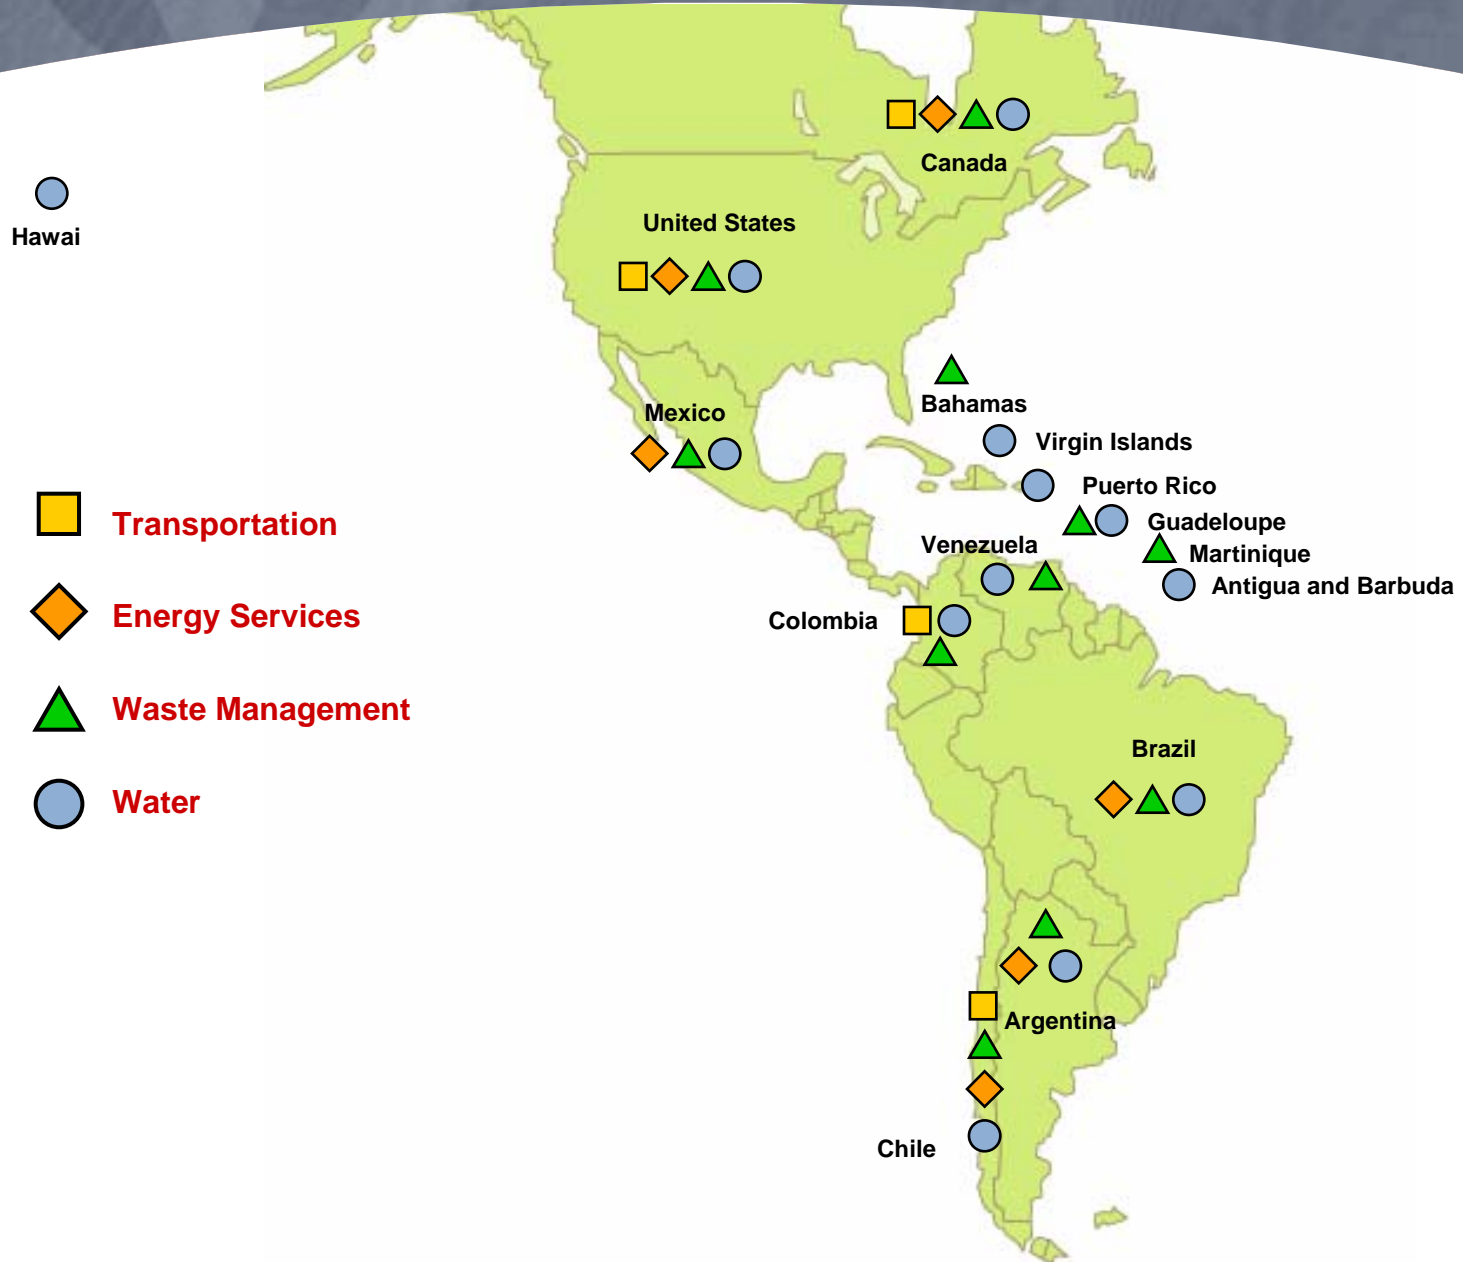 Canada
Hawai
United States
Bahamas
Mexico
Virgin Islands
Puerto Rico
Transportation
Guadeloupe
Venezuela
Martinique
Antigua and Barbuda
Energy Services
Colombia
Waste Management
Brazil
Water
Argentina
Chile